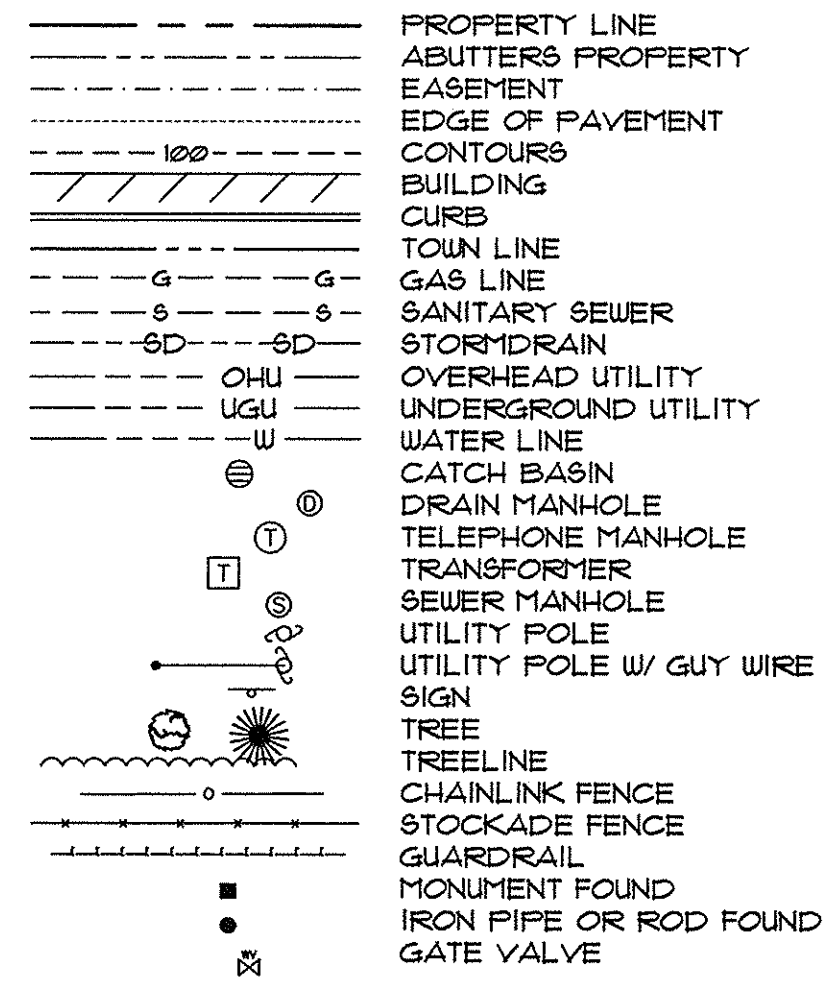 PROPERTY LINE
ABUTTERS PROPERTY
EASEMENT
EDGE OF PAVEMENT
100 CONTOURS
BUILDING
CURB
TOWN LINE
G G GAS LINE
S S SANITARY SEWER
SD SD STORMDRAIN
OHU OVERHEAD UTILITY
UGU UNDERGROUND UTILITY
W WATER LINE
CATCH BASIN
D DRAIN MANHOLE
T TELEPHONE MANHOLE
T TRANSFORMER
S SEWER MANHOLE
UTILITY POLE
UTILITY POLE W/ GUY WIRE
SIGN
TREE
TREELINE
CHAINLINK FENCE
STOCKADE FENCE
GUARDRAIL
MONUMENT FOUND
IRON PIPE OR ROD FOUND
WV GATE VALVE